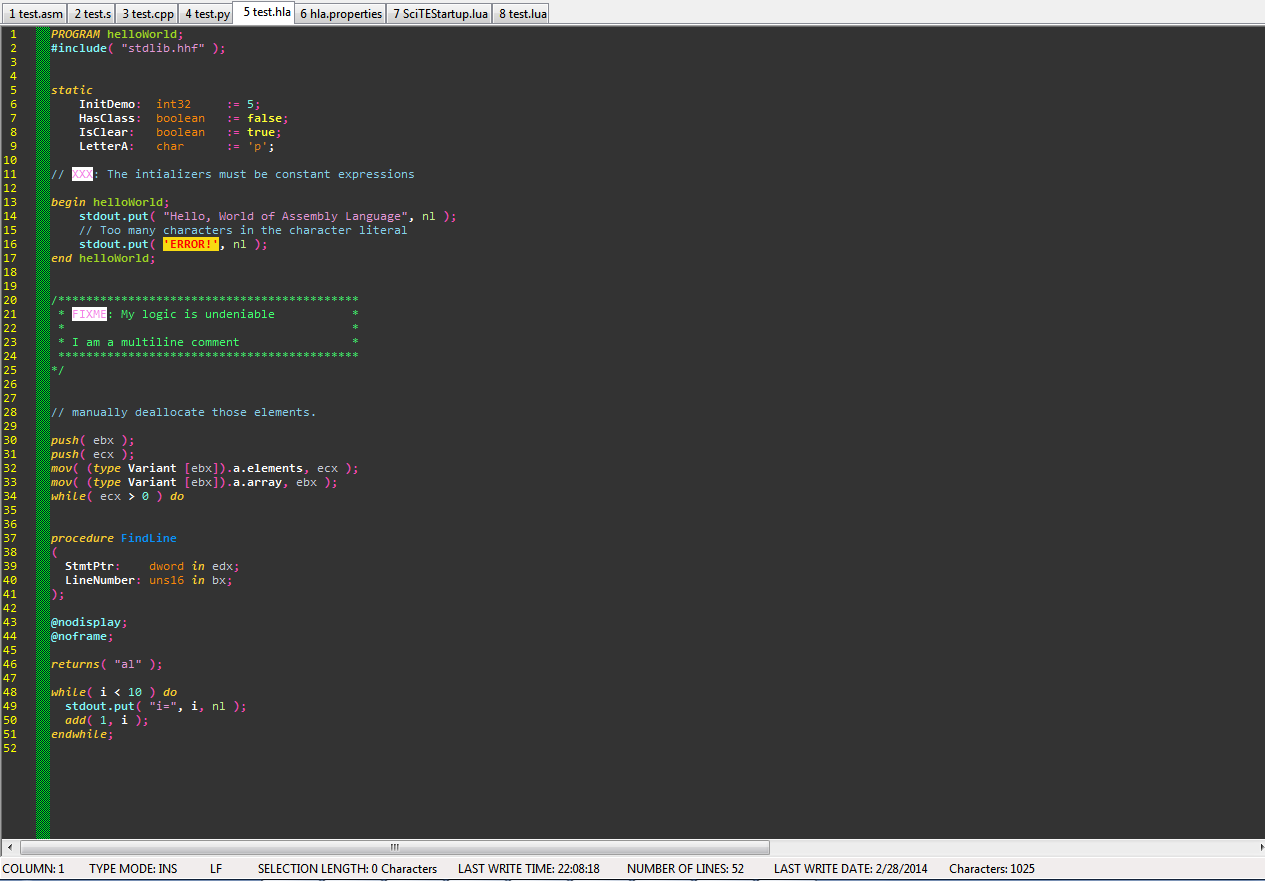 1 test.asm 2 test.s 3 test.cpp 4 test.py 5 test.hla 6 hla.properties 7 SciTEStartup.lua 8 test.lua
1 PROGRAM helloWorld;
2 #include( "stdlib.hhf" );
3
4
5 static
6     InitDemo:  int32     := 5;
7     HasClass:  boolean   := false;
8     IsClear:   boolean   := true;
9     LetterA:   char      := 'p';
10
11 // XXX: The intializers must be constant expressions
12
13 begin helloWorld;
14     stdout.put( "Hello, World of Assembly Language", nl );
15     // Too many characters in the character literal
16     stdout.put( 'ERROR!', nl );
17 end helloWorld;
18
19
20 /*******************************************
21  * FIXME: My logic is undeniable           *
22  *                                         *
23  * I am a multiline comment                *
24  *******************************************
25 */
26
27
28 // manually deallocate those elements.
29
30 push( ebx );
31 push( ecx );
32 mov( (type Variant [ebx]).a.elements, ecx );
33 mov( (type Variant [ebx]).a.array, ebx );
34 while( ecx > 0 ) do
35
36
37 procedure FindLine
38 (
39   StmtPtr:    dword in edx;
40   LineNumber: uns16 in bx;
41 );
42
43 @nodisplay;
44 @noframe;
45
46 returns( "al" );
47
48 while( i < 10 ) do
49   stdout.put( "i=", i, nl );
50   add( 1, i );
51 endwhile;
52
COLUMN: 1 TYPE MODE: INS LF SELECTION LENGTH: 0 Characters LAST WRITE TIME: 22:08:18 NUMBER OF LINES: 52 LAST WRITE DATE: 2/28/2014 Characters: 1025